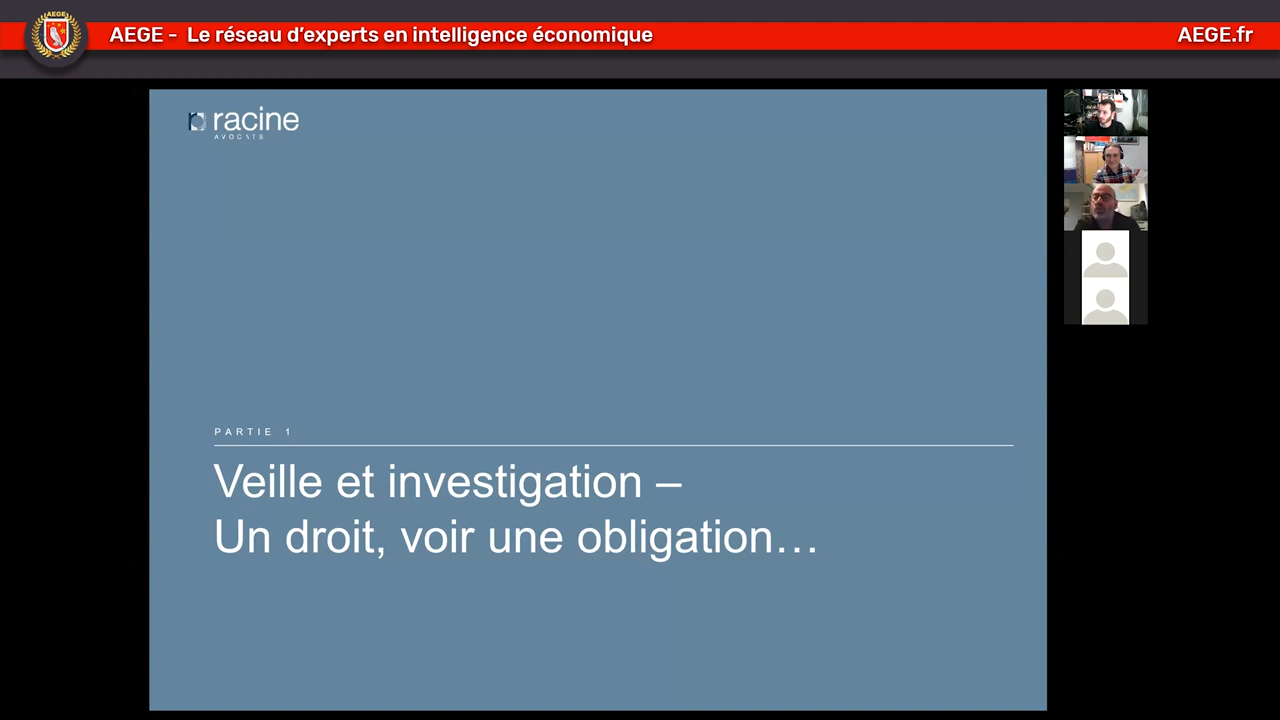 AEGE
AEGE - Le réseau d'experts en intelligence économique
AEGE.fr
racine
AVOCATS
PARTIE 1
Veille et investigation –
Un droit, voir une obligation…